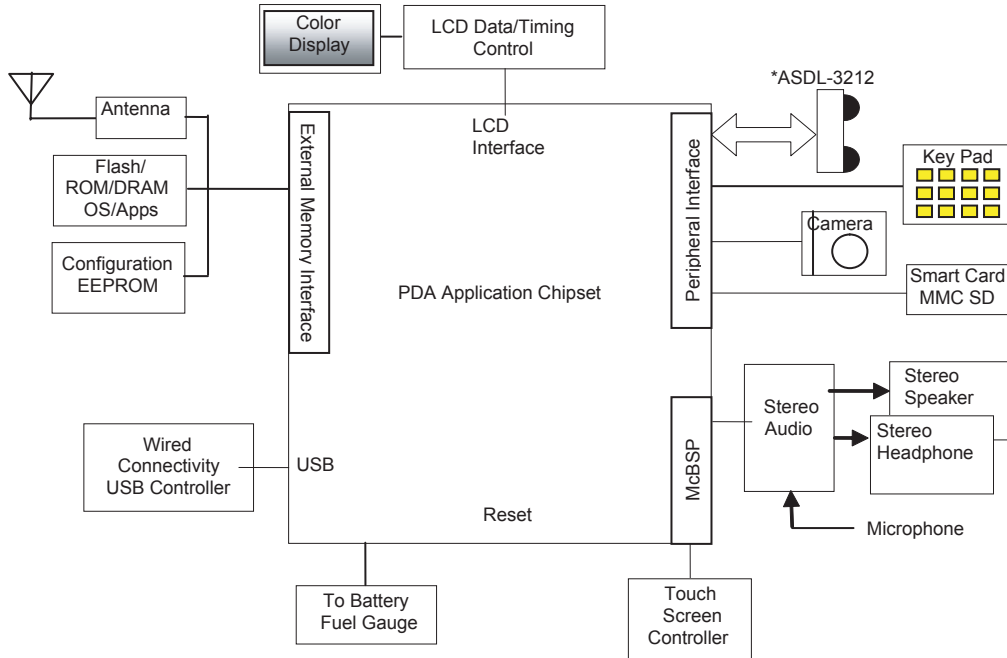 Color
Display
LCD Data/Timing
Control
*ASDL-3212
Antenna
Flash/
ROM/DRAM
OS/Apps
Configuration
EEPROM
External Memory Interface
LCD
Interface
PDA Application Chipset
Peripheral Interface
Key Pad
Camera
Smart Card
MMC SD
Wired
Connectivity
USB Controller
USB
Reset
McBSP
Stereo
Audio
Stereo
Speaker
Stereo
Headphone
Microphone
To Battery
Fuel Gauge
Touch
Screen
Controller